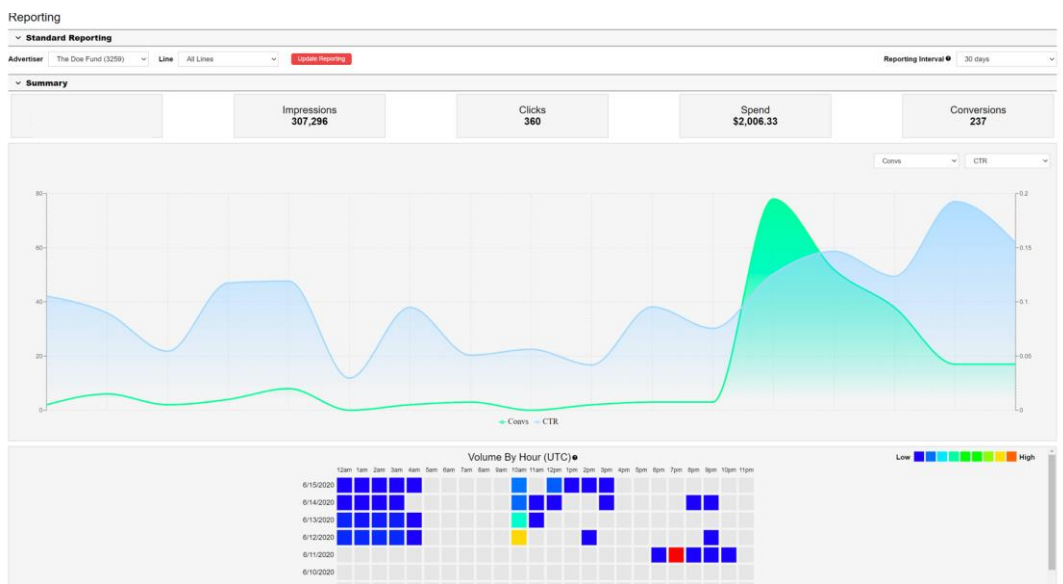 Reporting
Standard Reporting
Advertiser The Doe Fund (3259) Line All Lines Update Reporting Reporting Interval 30 days
Summary
Impressions
307,296
Clicks
360
Spend
$2,006.33
Conversions
237
Convs CTR
80 0.2
60 0.15
40 0.1
20 0.05
0 0
Convs CTR
Volume By Hour (UTC)
Low High
12am 1am 2am 3am 4am 5am 6am 7am 8am 9am 10am 11am 12pm 1pm 2pm 3pm 4pm 5pm 6pm 7pm 8pm 9pm 10pm 11pm
6/15/2020
6/14/2020
6/13/2020
6/12/2020
6/11/2020
6/10/2020